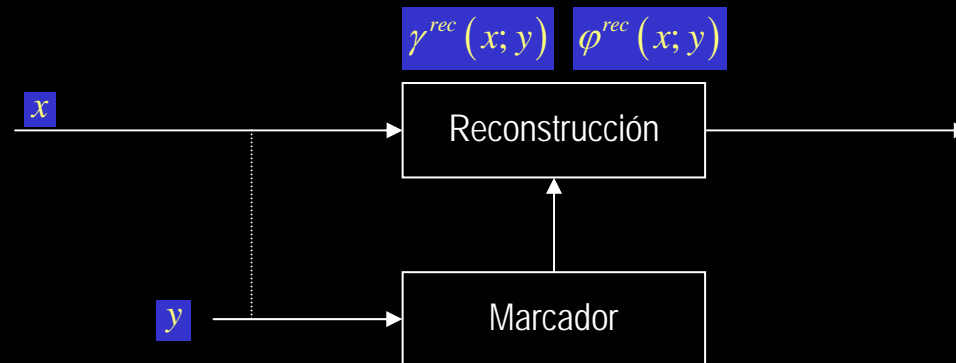 γ^rec (x; y) φ^rec (x; y)
x
Reconstrucción
y
Marcador